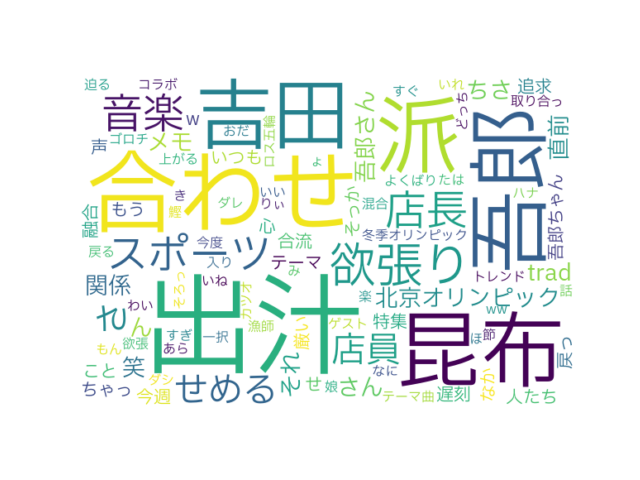 迫る
コラボ
音楽
w
吉田
おだ
ロス五輪
すぐ
派
いれ
どっち
ちさ
追求
取り合っ
吾郎
直前
声
ゴロチ
メモ
上がる
いつも
吾郎さん
合わせ
そっか
よくばりたは
店長
ハナ
吾郎ちゃん
融合
もう
き
鰹
ダレ
いい
りぃ
ょ
心
混合
冬季オリンピック
戻る
スポーツ
今度
入り
合流
欲張り
トレンド
trad
話
関係
そろっ
いね
カツオ
テーマ
み
楽
北京オリンピック
ww
セ
ん
わい
出汁
漁師
厳い
ゲスト
特集
昆布
ほ
節
戻っ
欲張
もん
すぎ
あら
一択
それ
店員
なに
こと
笑
ダシ
せめる
せ
娘
さん
テーマ曲
遅刻
なか
人たち
ちゃっ
今週